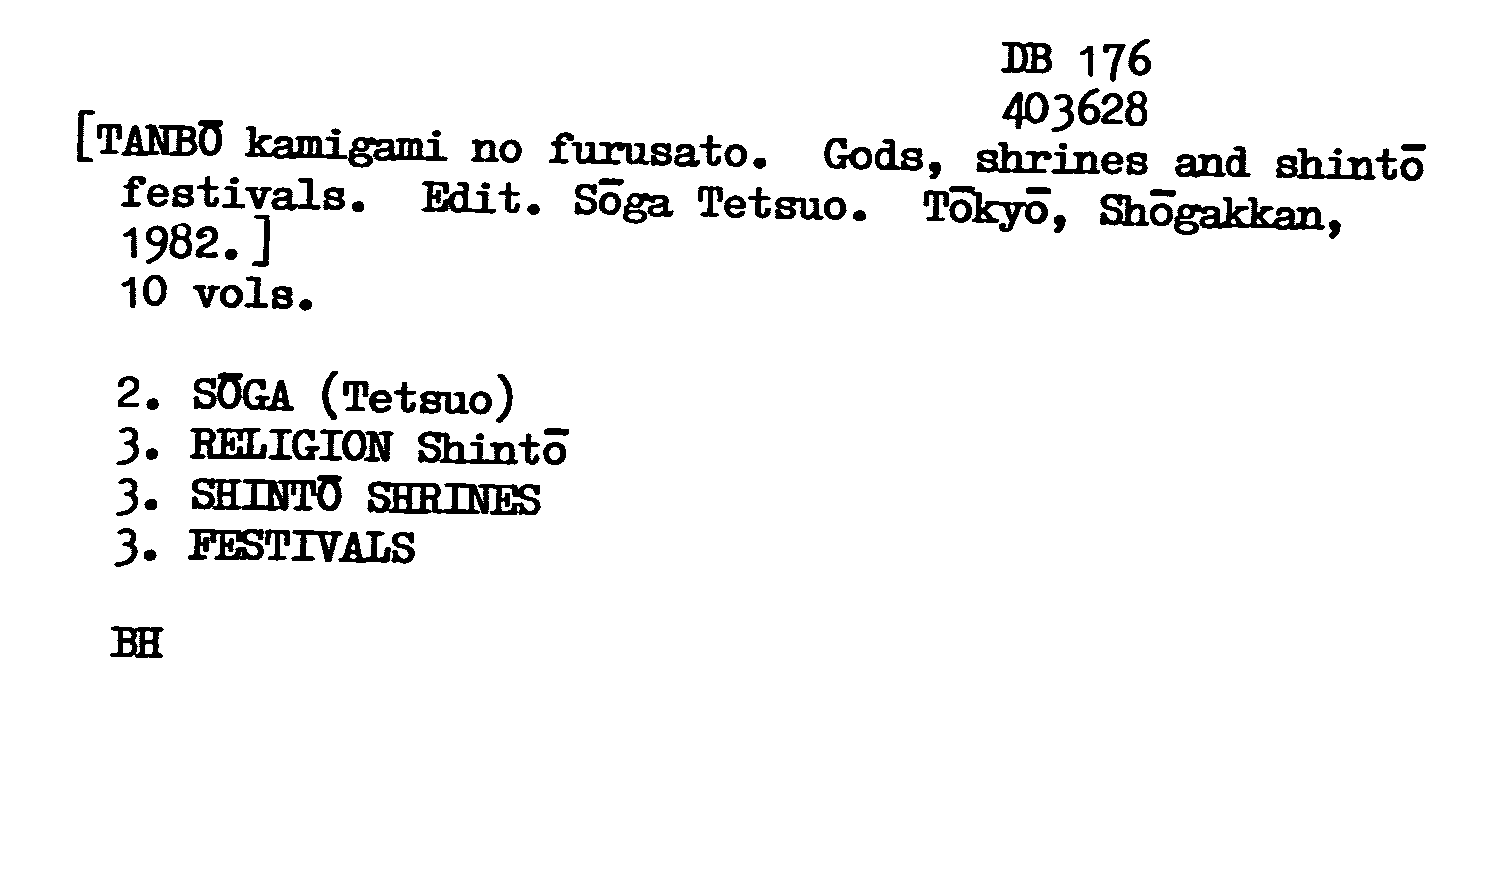 DB 176
403628
[TANBŌ kamigami no furusato. Gods, shrines and shintō
festivals. Edit. Sōga Tetsuo. Tōkyō, Shōgakkan,
1982.]
10 vols.
2. SŌGA (Tetsuo)
3. RELIGION Shintō
3. SHINTŌ SHRINES
3. FESTIVALS
BH